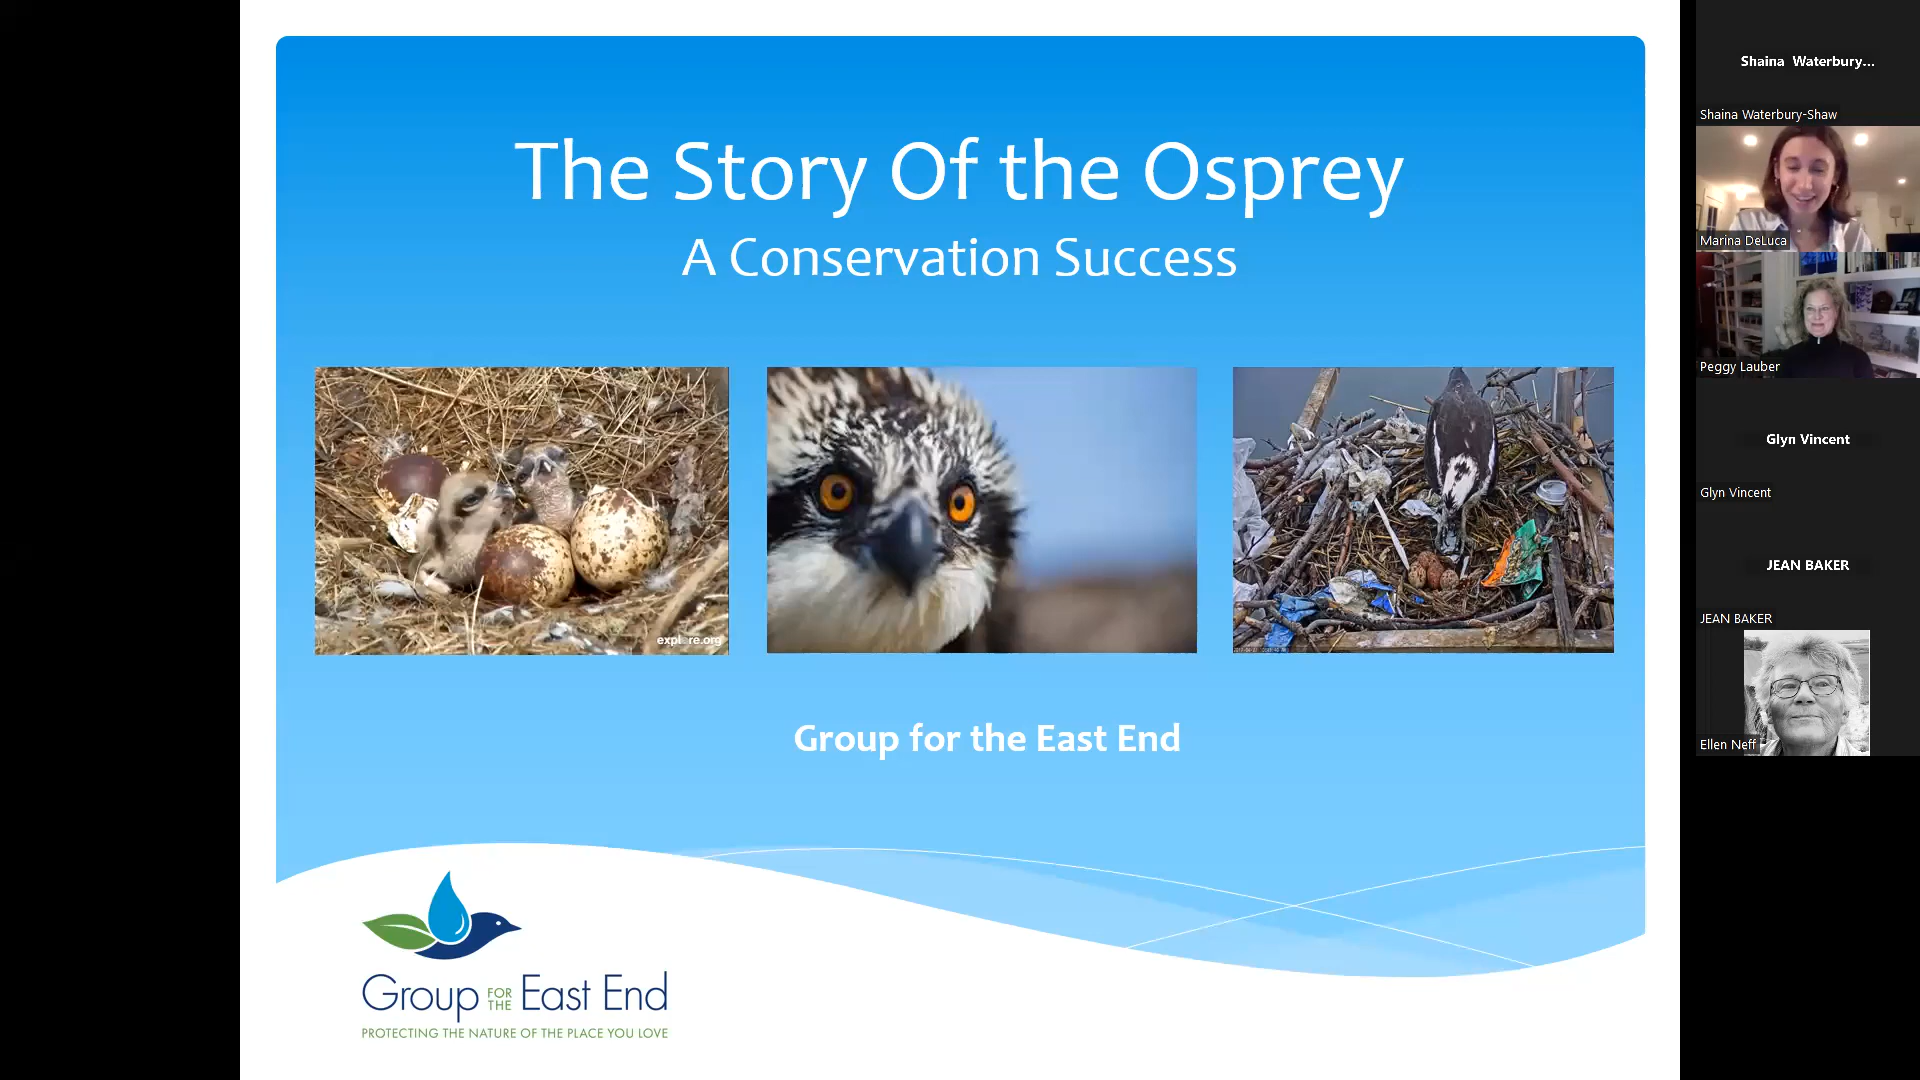 The Story Of the Osprey
A Conservation Success
expl re.org
Group for the East End
Group FOR THE East End
PROTECTING THE NATURE OF THE PLACE YOU LOVE
Shaina Waterbury...
Shaina Waterbury-Shaw
Marina DeLuca
Peggy Lauber
Glyn Vincent
Glyn Vincent
JEAN BAKER
JEAN BAKER
Ellen Neff